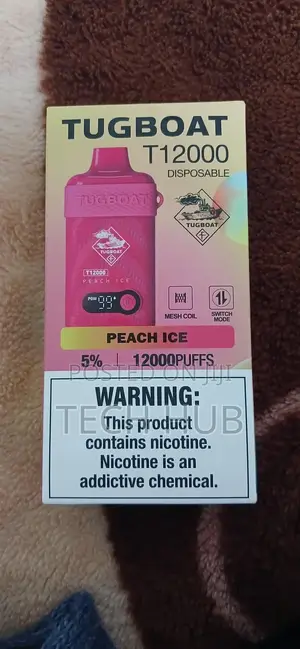 TUGBOAT
T12000
DISPOSABLE
TUGBOAT
TUGBOAT
T12000
PEACH ICE
99
MESH COIL
SWITCH
MODE
PEACH ICE
5% | 12000PUFFS
POSTED ON JIJI
TECH HUB
WARNING:
This product
contains nicotine.
Nicotine is an
addictive chemical.